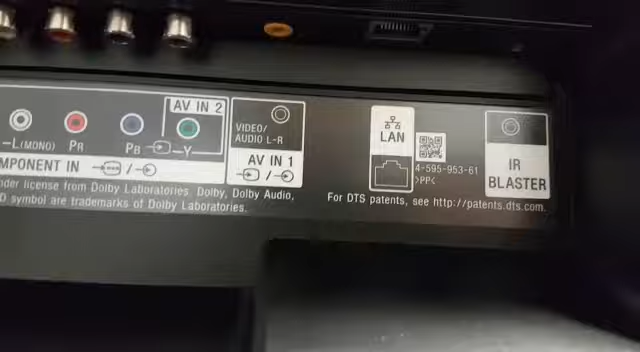 AV IN 2
-L(MONO) PR PB -Y
MPONENT IN /
VIDEO/
AUDIO L-R
AV IN 1
/
LAN
4-595-953-61
>PP<
IR
BLASTER
nder license from Dolby Laboratories. Dolby, Dolby Audio,
D symbol are trademarks of Dolby Laboratories.
For DTS patents, see http://patents.dts.com.